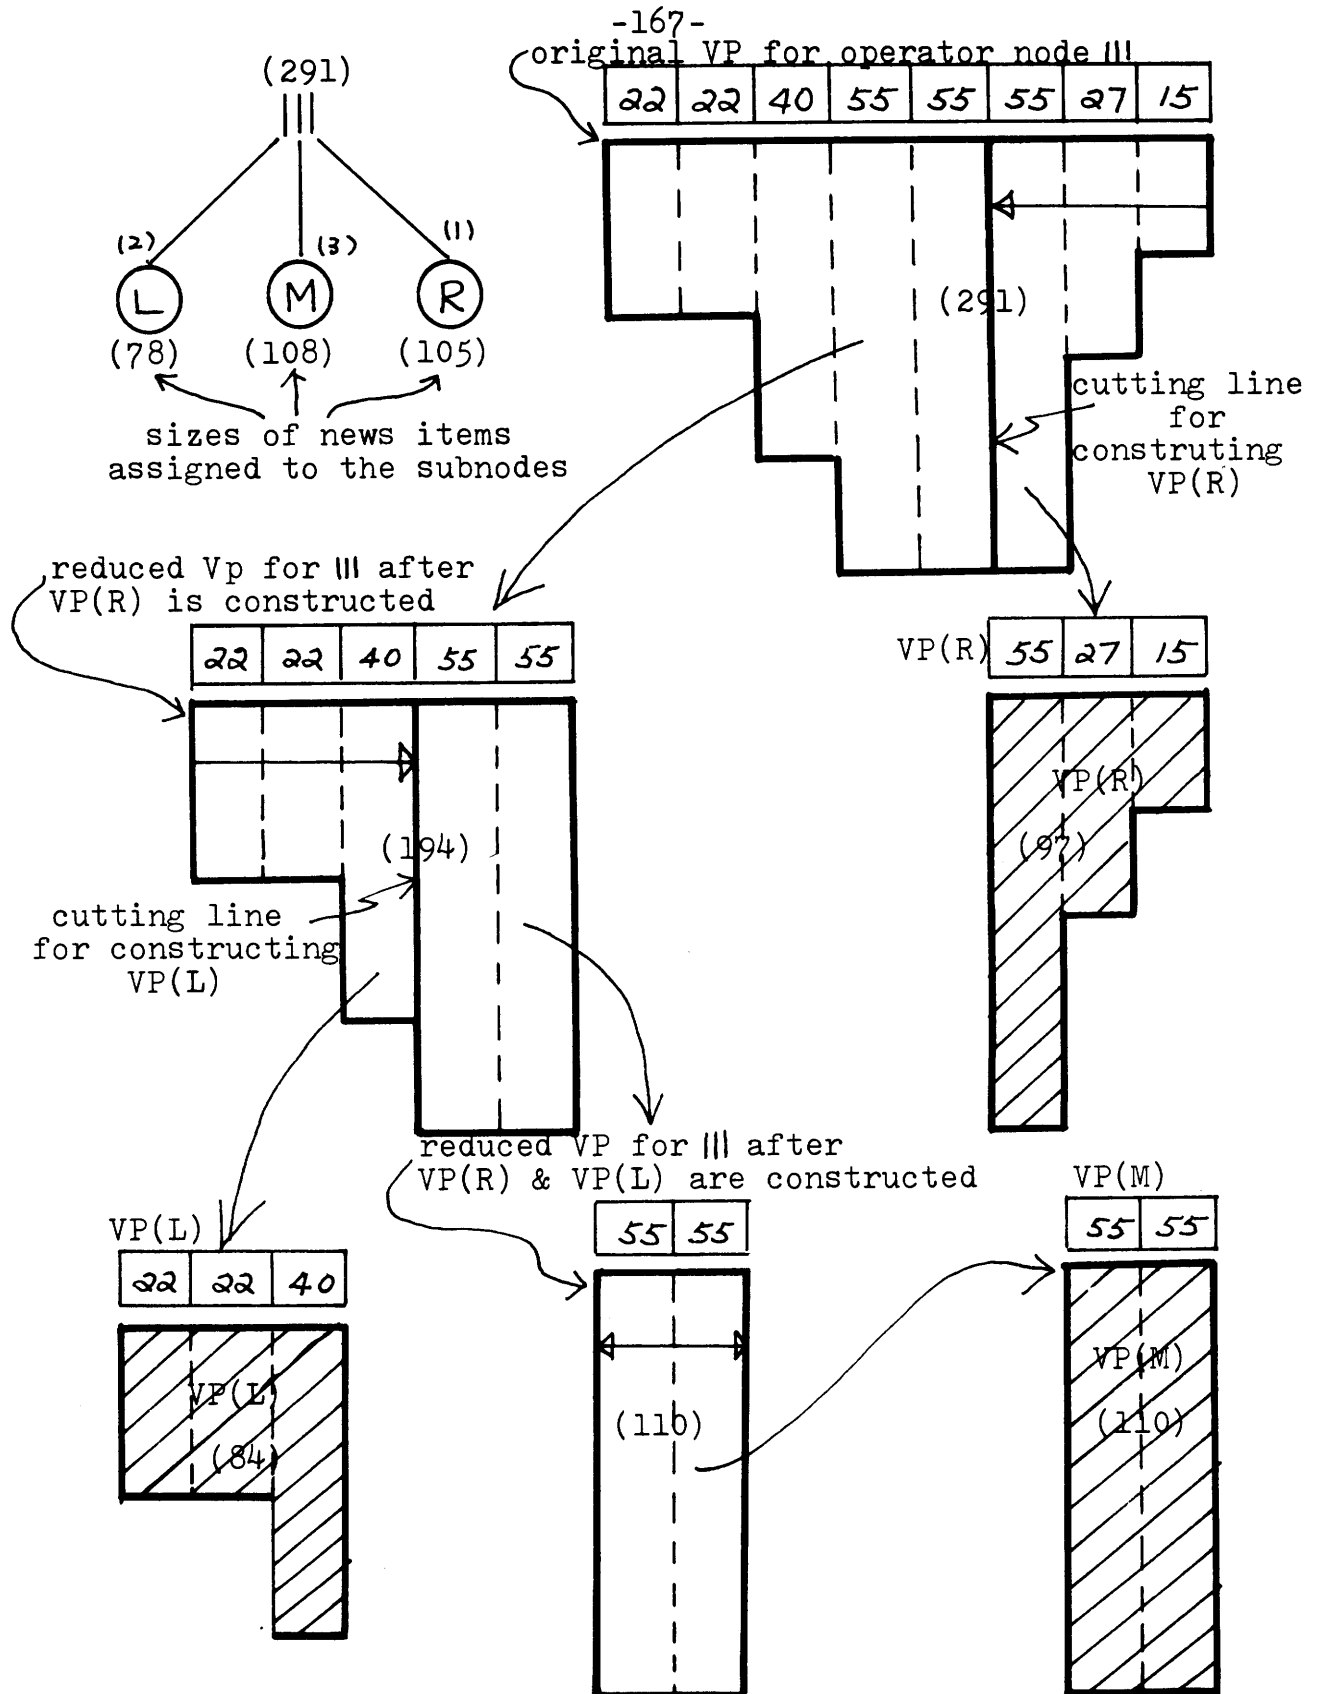 -167-
original VP for operator node |||
(291)
|||
22 22 40 55 55 55 27 15
(2) (3) (1)
L M R
(78) (108) (105)
sizes of news items
assigned to the subnodes
(291)
cutting line
for
construting
VP(R)
reduced Vp for ||| after
VP(R) is constructed
22 22 40 55 55
VP(R) 55 27 15
VP(R)
(97)
(194)
cutting line
for constructing
VP(L)
reduced VP for ||| after
VP(R) & VP(L) are constructed
VP(L)
22 22 40
VP(L)
(84)
55 55
(110)
VP(M)
55 55
VP(M)
(110)